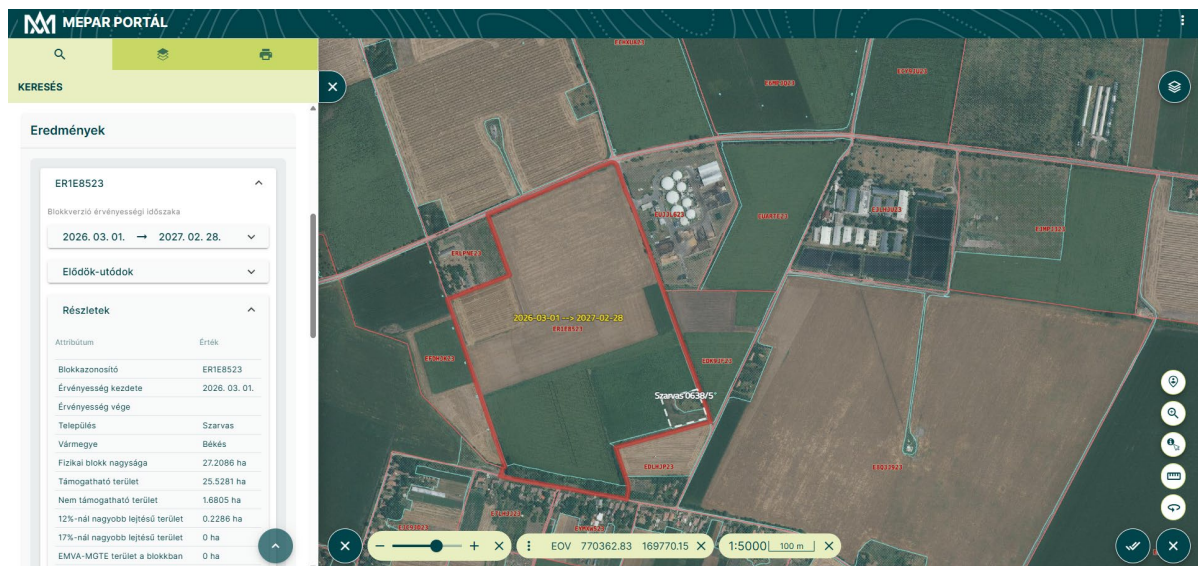 MEPAR PORTÁL
KERESÉS
Eredmények
ER1E8523
Blokkverzió érvényességi időszaka
2026. 03. 01. → 2027. 02. 28.
Elődök-utódok
Részletek
Attribútum Érték
Blokkazonosító ER1E8523
Érvényesség kezdete 2026. 03. 01.
Érvényesség vége
Település Szarvas
Vármegye Békés
Fizikai blokk nagysága 27.2086 ha
Támogatható terület 25.5281 ha
Nem támogatható terület 1.6805 ha
12%-nál nagyobb lejtésű terület 0.2286 ha
17%-nál nagyobb lejtésű terület 0 ha
EMVA-MGTE terület a blokkban 0 ha
2026-03-01 --> 2027-02-28
ER1E8523
Szarvas 0638/5
EDLHJP23
EUJJL623
EUARTE23
− + ×
EOV 770362.83 169770.15 ×
1:5000 100 m ×